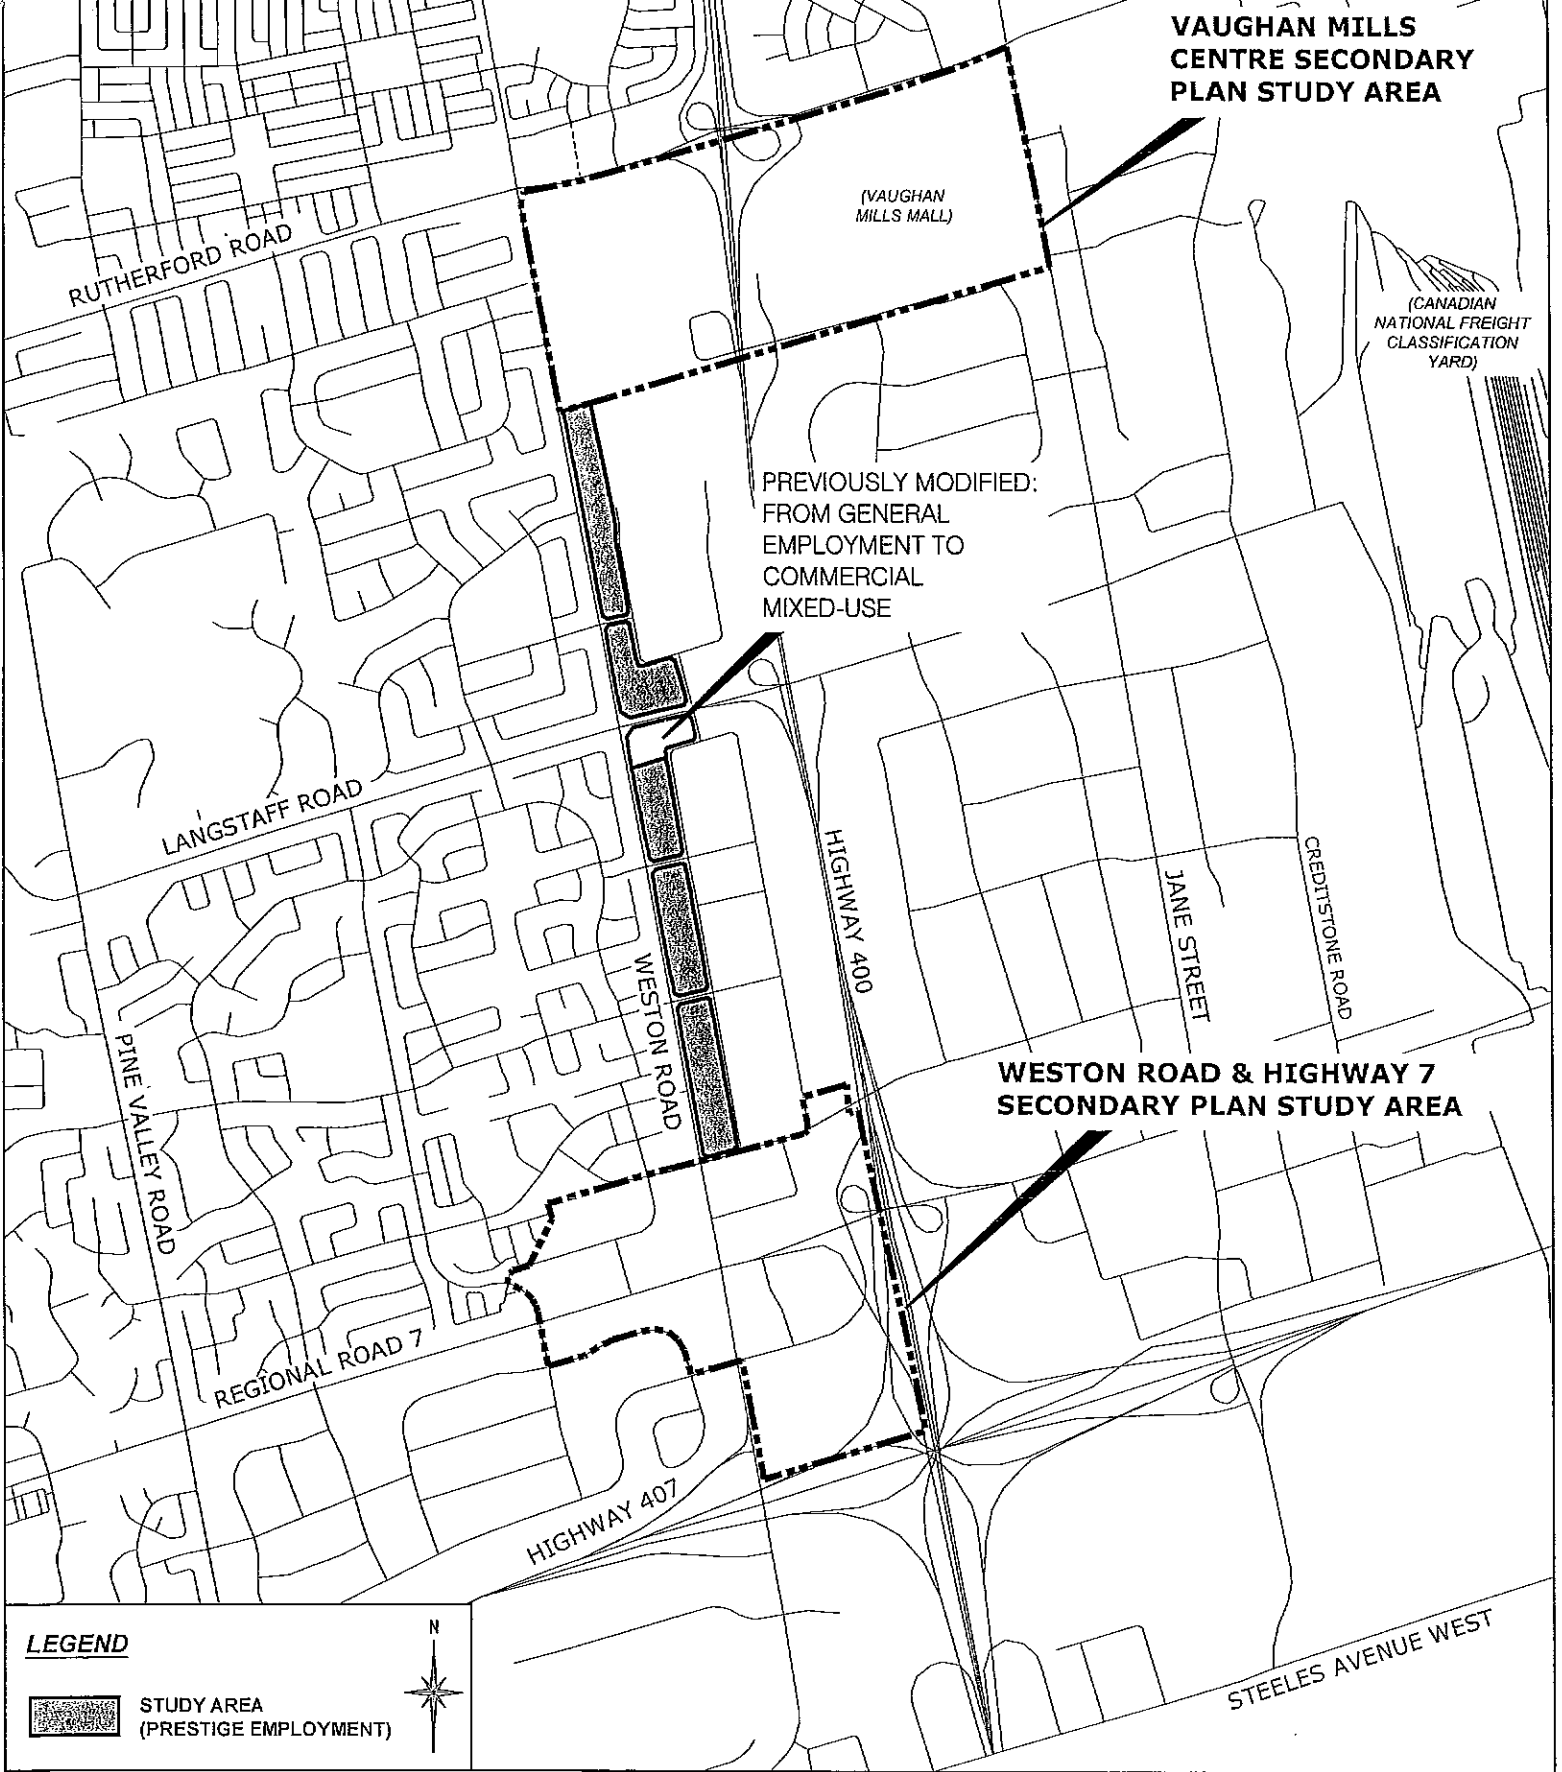 VAUGHAN MILLS
CENTRE SECONDARY
PLAN STUDY AREA
(VAUGHAN
MILLS MALL)
RUTHERFORD ROAD
(CANADIAN
NATIONAL FREIGHT
CLASSIFICATION
YARD)
PREVIOUSLY MODIFIED:
FROM GENERAL
EMPLOYMENT TO
COMMERCIAL
MIXED-USE
LANGSTAFF ROAD
HIGHWAY 400
JANE STREET
CREDITSTONE ROAD
WESTON ROAD
PINE VALLEY ROAD
WESTON ROAD & HIGHWAY 7
SECONDARY PLAN STUDY AREA
REGIONAL ROAD 7
HIGHWAY 407
STEELES AVENUE WEST
LEGEND
N
STUDY AREA
(PRESTIGE EMPLOYMENT)